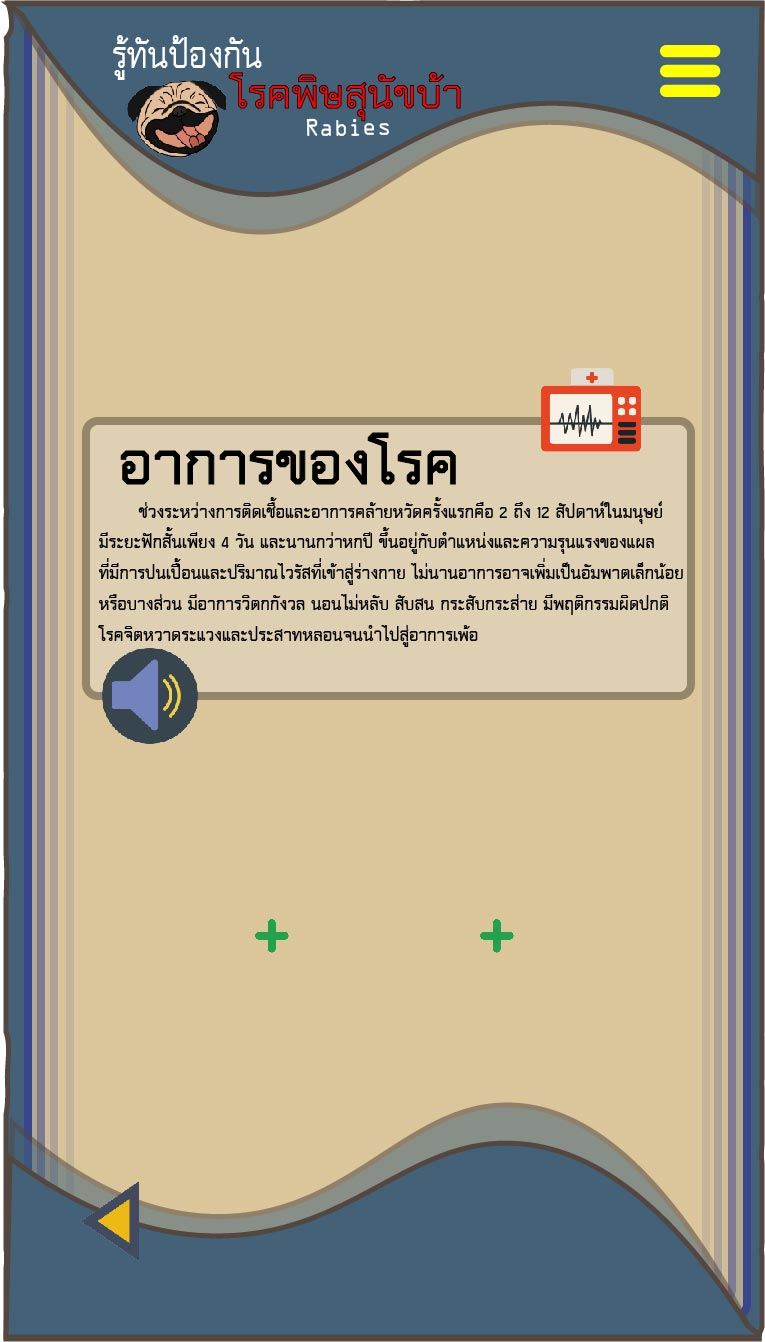 รู้ทันป้องกัน
โรคพิษสุนัขบ้า
Rabies
อาการของโรค
ช่วงระหว่างการติดเชื้อและอาการคล้ายหวัดครั้งแรกคือ 2 ถึง 12 สัปดาห์ในมนุษย์
มีระยะฟักสั้นเพียง 4 วัน และนานกว่าหกปี ขึ้นอยู่กับตำแหน่งและความรุนแรงของแผล
ที่มีการปนเปื้อนและปริมาณไวรัสที่เข้าสู่ร่างกาย ไม่นานอาการอาจเพิ่มเป็นอัมพาตเล็กน้อย
หรือบางส่วน มีอาการวิตกกังวล นอนไม่หลับ สับสน กระสับกระส่าย มีพฤติกรรมผิดปกติ
โรคจิตหวาดระแวงและประสาทหลอนจนนำไปสู่อาการเพ้อ